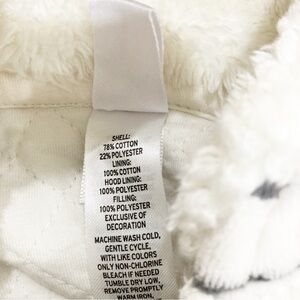 SHELL:
78% COTTON
22% POLYESTER
LINING:
100% COTTON
HOOD LINING:
100% POLYESTER
FILLING:
100% POLYESTER
EXCLUSIVE OF
DECORATION
MACHINE WASH COLD,
GENTLE CYCLE,
WITH LIKE COLORS
ONLY NON-CHLORINE
BLEACH IF NEEDED
TUMBLE DRY LOW,
REMOVE PROMPTLY
WARM IRON,